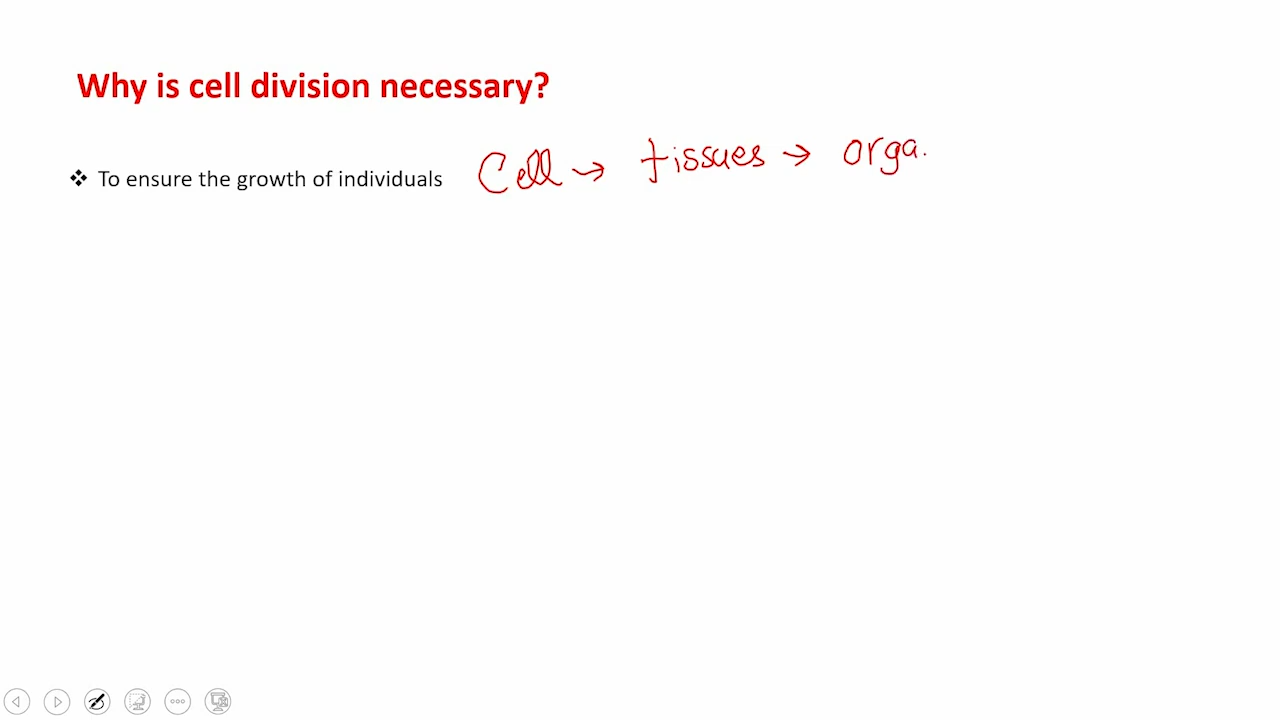 Why is cell division necessary?
❖ To ensure the growth of individuals Cell → tissues → orga.